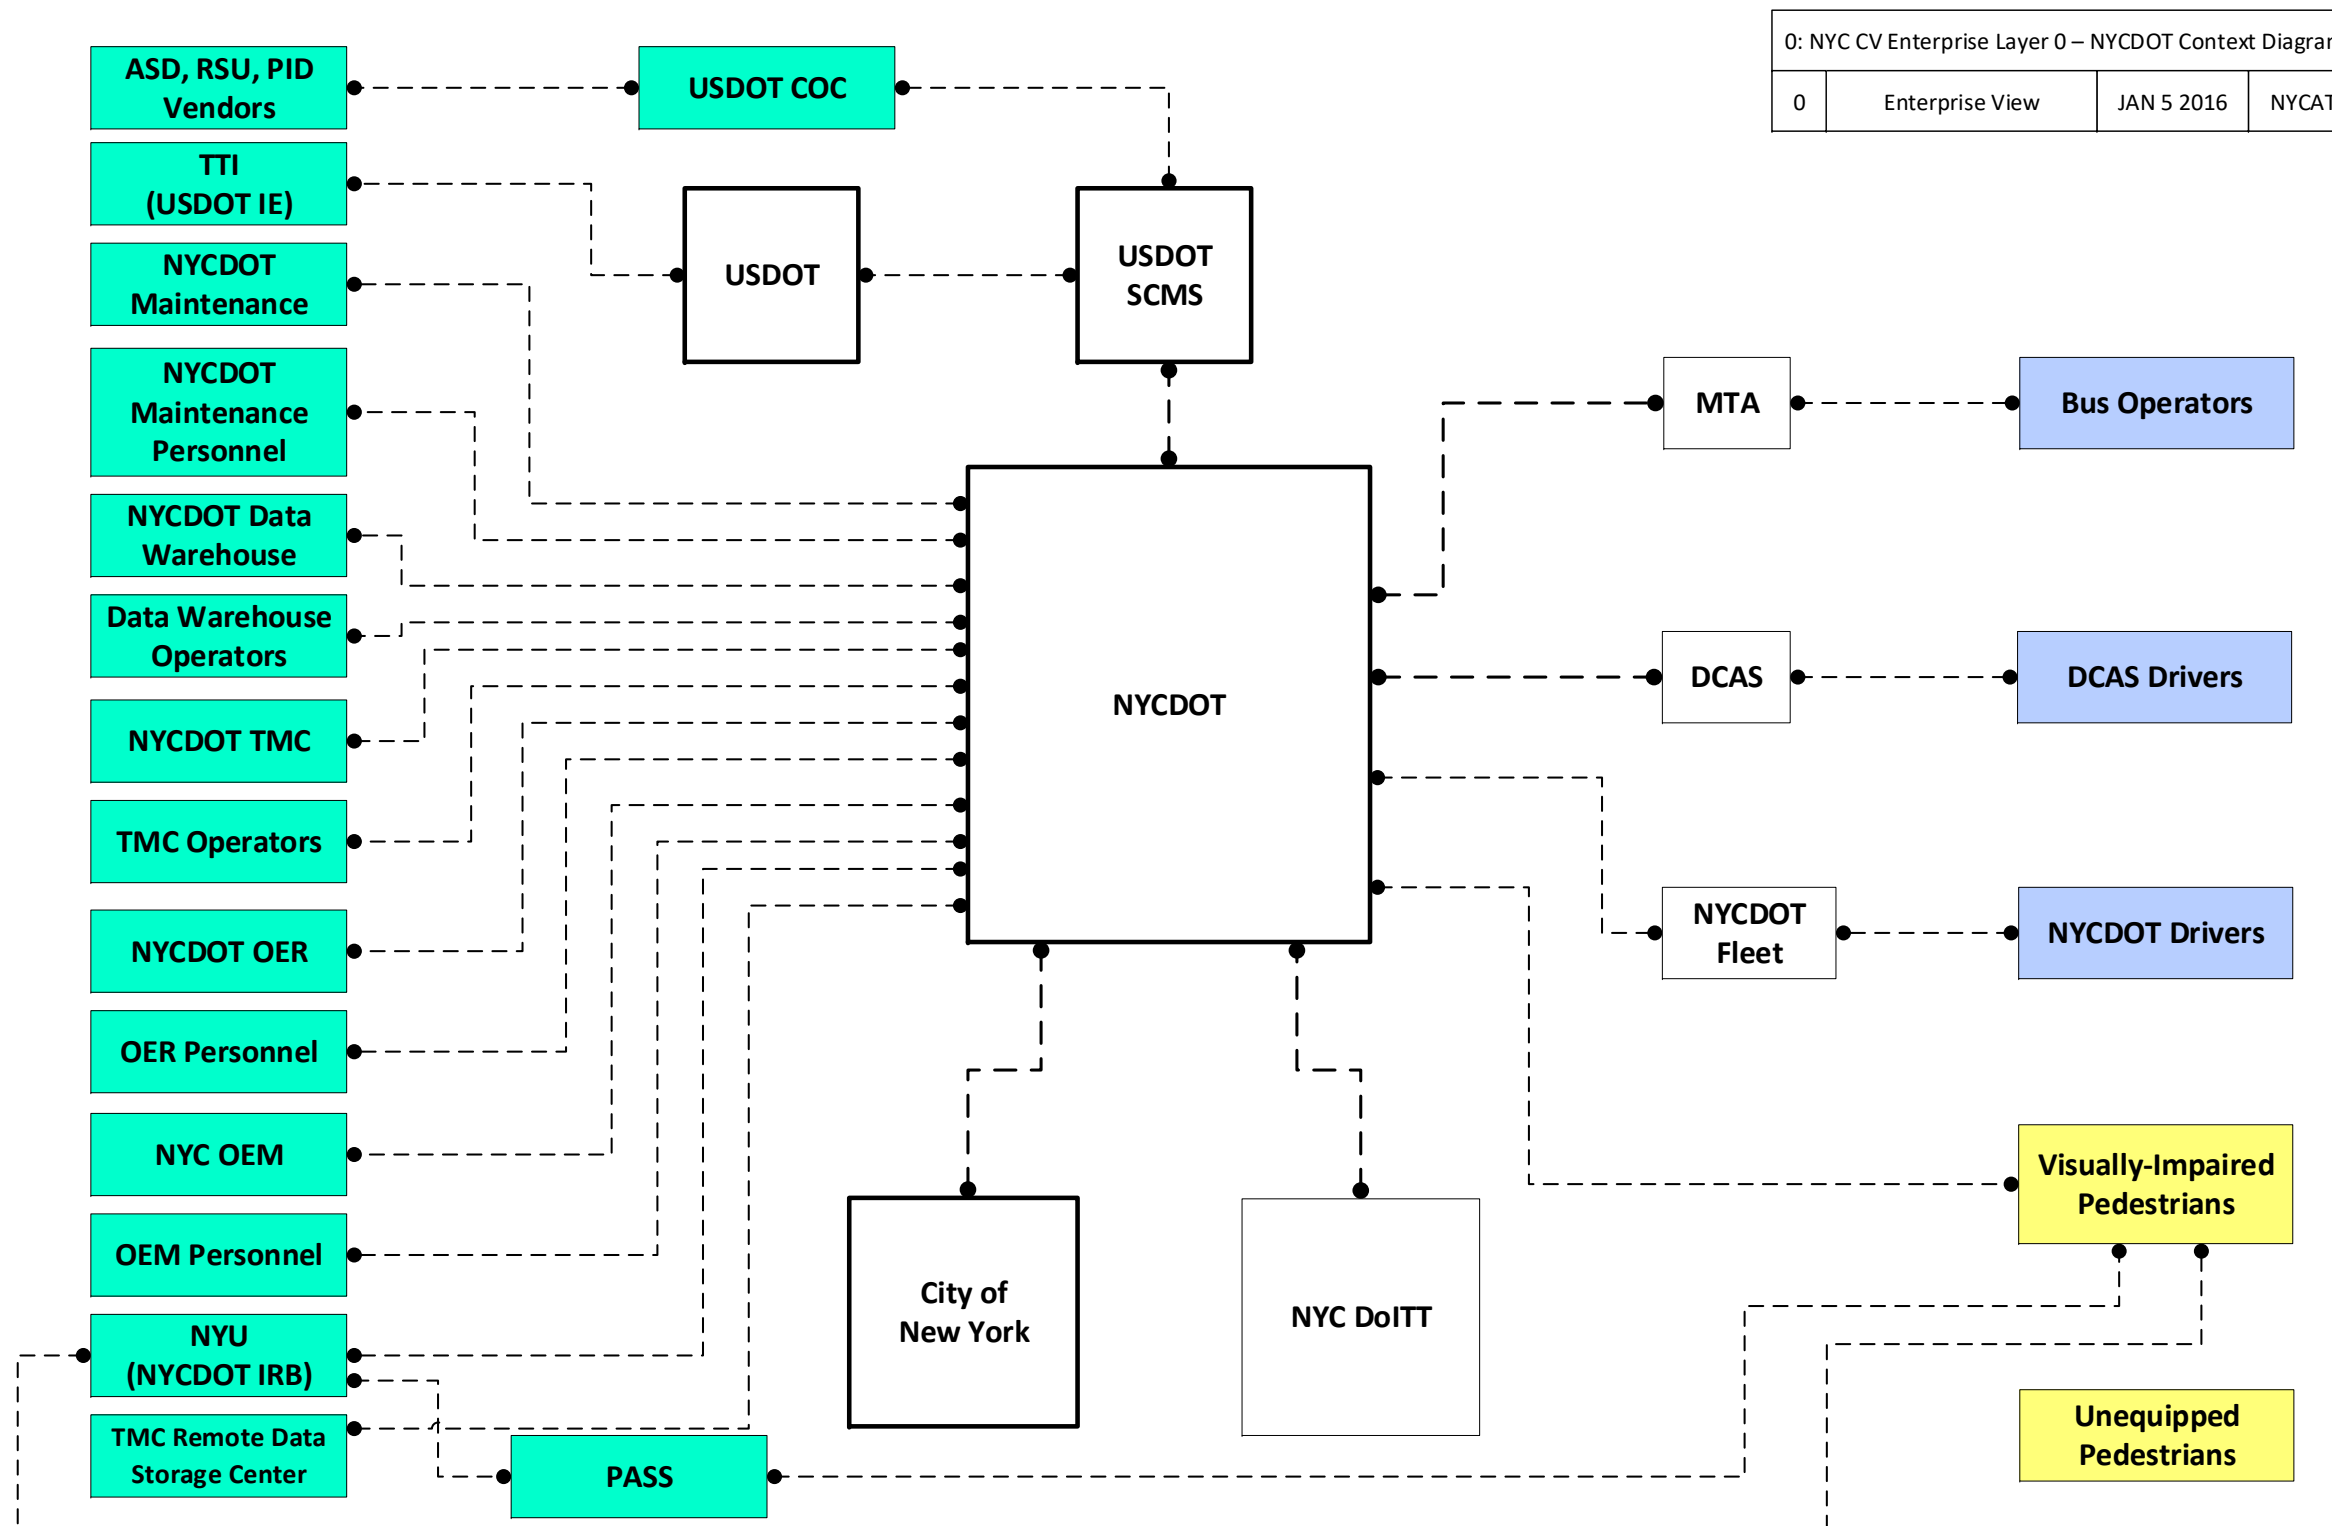 0: NYC CV Enterprise Layer 0 – NYCDOT Context
0
Enterprise View
JAN 5 2016
ASD, RSU, PID
Vendors
USDOT COC
TTI
(USDOT IE)
USDOT
USDOT
SCMS
NYCDOT
Maintenance
NYCDOT
Maintenance
Personnel
NYCDOT Data
Warehouse
Data Warehouse
Operators
NYCDOT TMC
TMC Operators
NYCDOT OER
OER Personnel
NYC OEM
OEM Personnel
NYU
(NYCDOT IRB)
TMC Remote Data
Storage Center
PASS
NYCDOT
City of
New York
NYC DoITT
MTA
Bus Operators
DCAS
DCAS Drivers
NYCDOT
Fleet
NYCDOT Drivers
Visually-Impaired
Pedestrians
Unequipped
Pedestrians